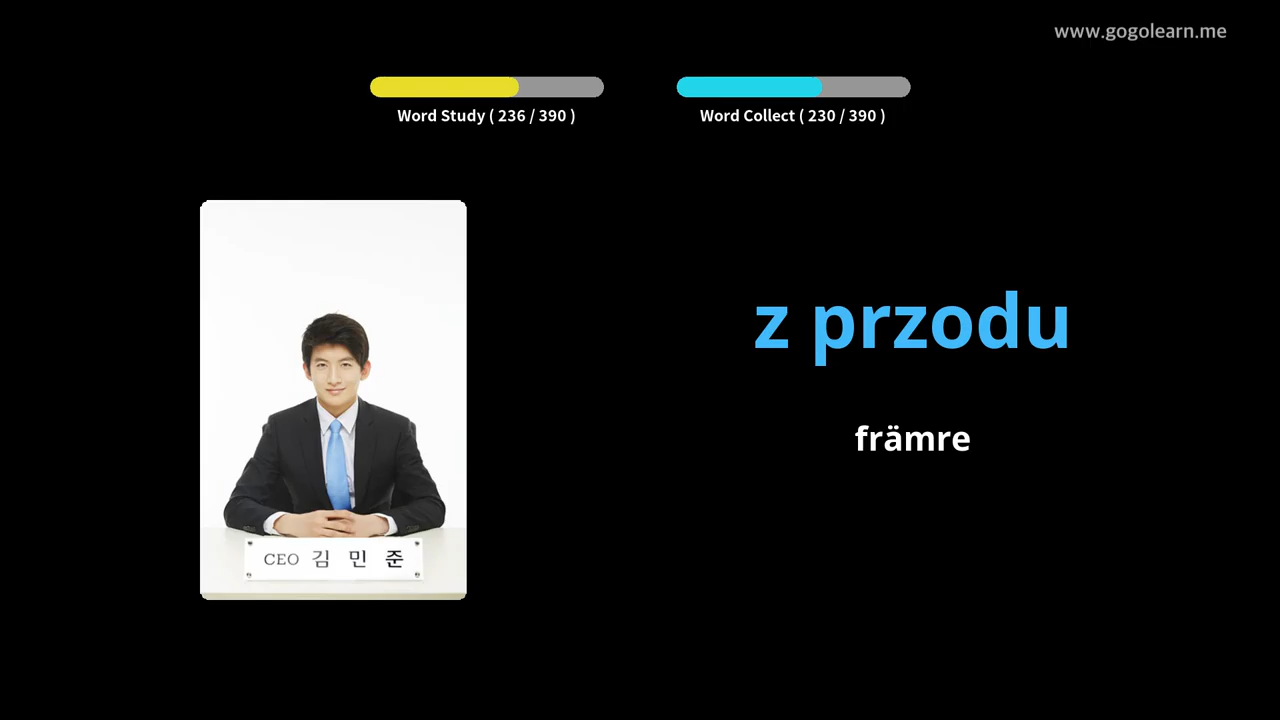 www.gogolearn.me
Word Study ( 236 / 390 )
Word Collect ( 230 / 390 )
z przodu
främre
CEO 김 민 준